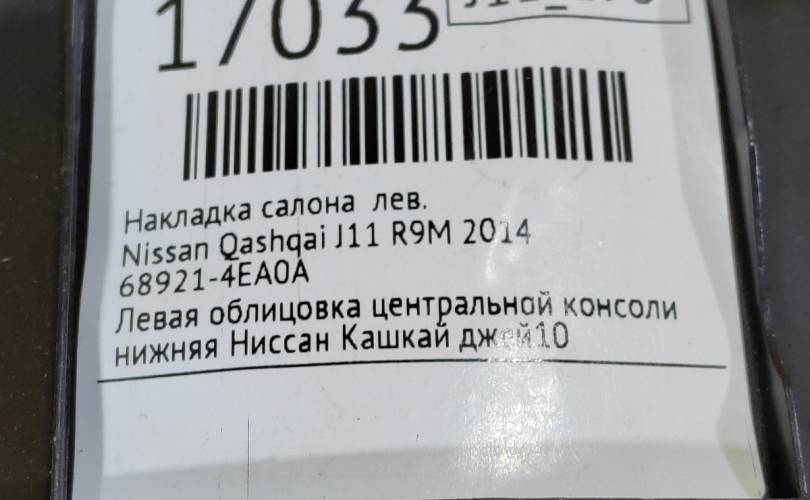 17033
Накладка салона лев.
Nissan Qashqai J11 R9M 2014
68921-4EA0A
Левая облицовка центральной консоли
нижняя Ниссан Кашкай джей10